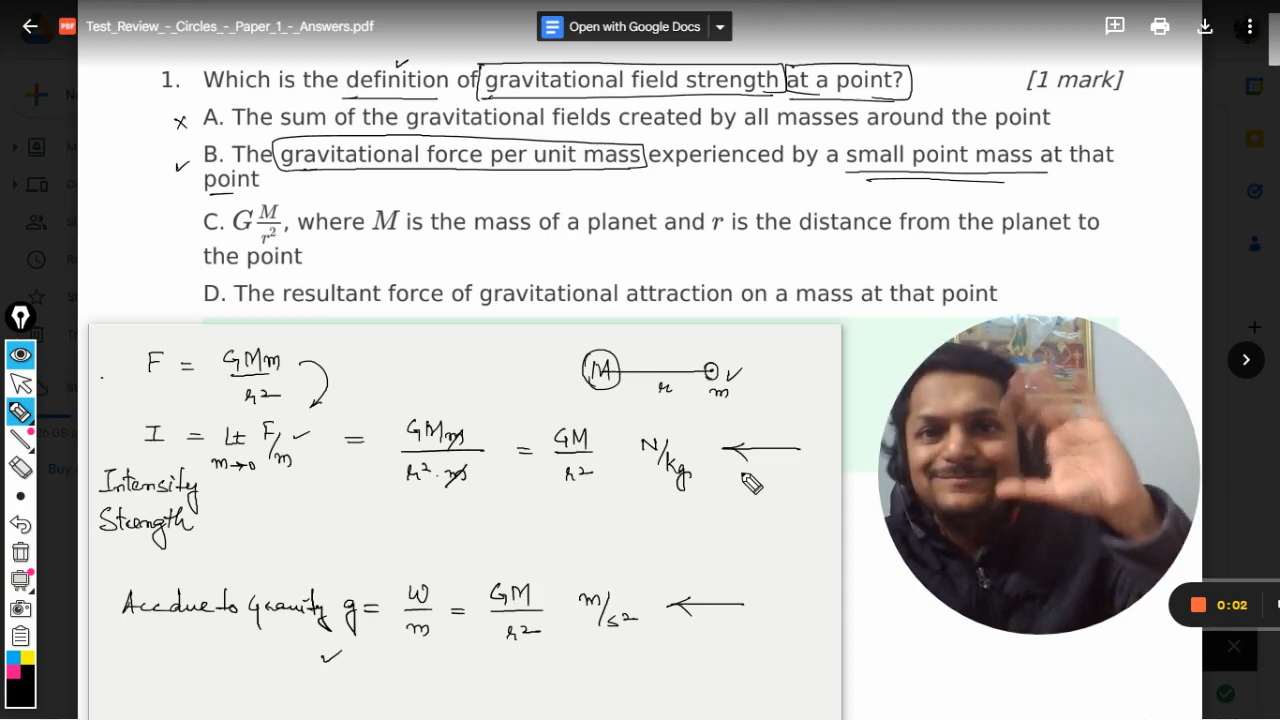 Test_Review_-_Circles_-_Paper_1_-_Answers.pdf
Open with Google Docs
1. Which is the definition of gravitational field strength at a point? [1 mark]
A. The sum of the gravitational fields created by all masses around the point
B. The gravitational force per unit mass experienced by a small point mass at that
point
C. G M/r², where M is the mass of a planet and r is the distance from the planet to
the point
D. The resultant force of gravitational attraction on a mass at that point
F = GMm/r²
M r m
I = Lt m→0 F/m = GMm/r².m = GM/r² N/kg
Intensity
Strength
Acc due to Gravity g = W/m = GM/r² m/s²
0:02